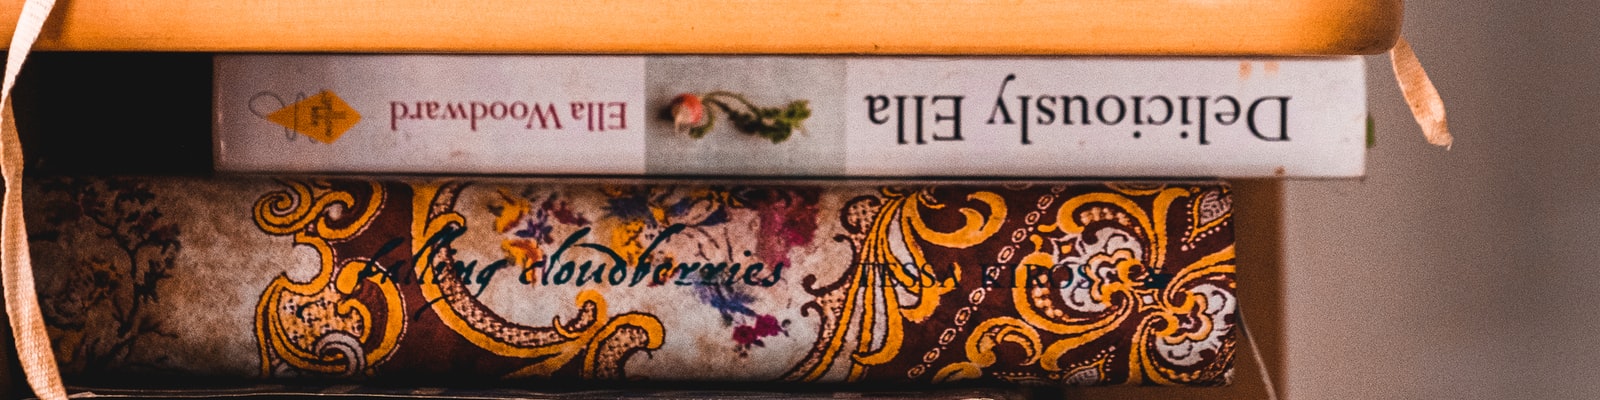 Deliciously Ella
Ella Woodward
falling cloudberries
TESSA KIROS